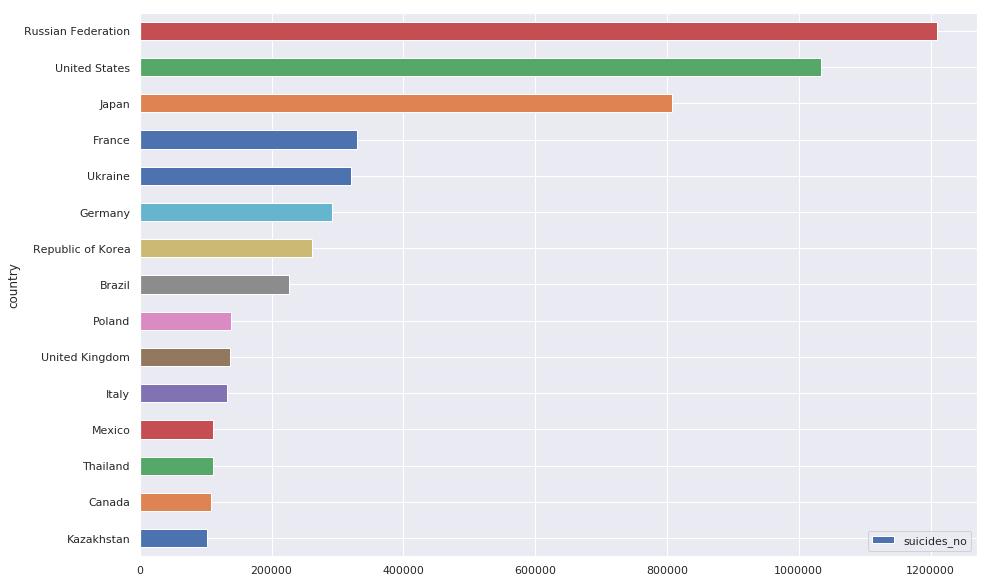 Russian Federation
United States
Japan
France
Ukraine
Germany
Republic of Korea
Brazil
Poland
United Kingdom
Italy
Mexico
Thailand
Canada
Kazakhstan
country
suicides_no
0 200000 400000 600000 800000 1000000 1200000